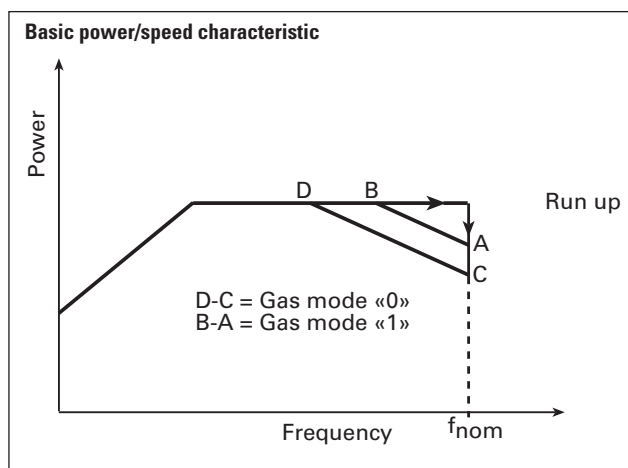 Basic power/speed characteristic
Power
D B
Run up
A
C
D-C = Gas mode «0»
B-A = Gas mode «1»
Frequency fnom